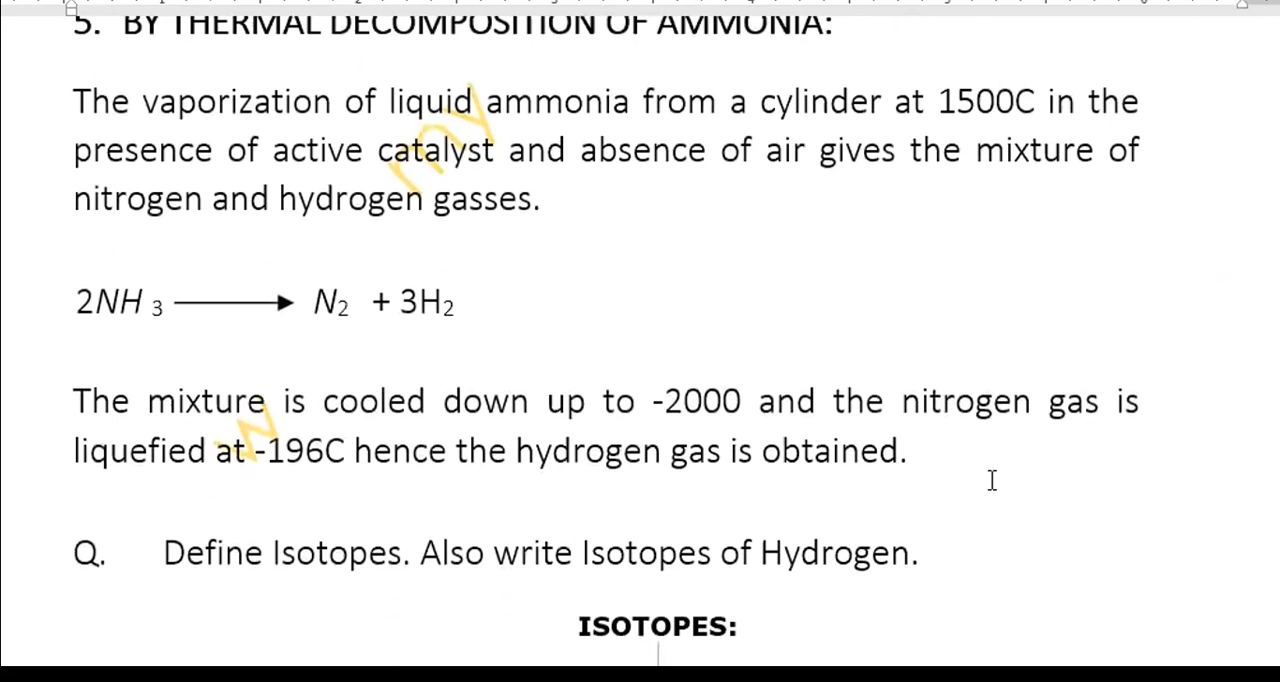 5. BY THERMAL DECOMPOSITION OF AMMONIA:
The vaporization of liquid ammonia from a cylinder at 1500C in the
presence of active catalyst and absence of air gives the mixture of
nitrogen and hydrogen gasses.
2NH 3 → N2 + 3H2
The mixture is cooled down up to -2000 and the nitrogen gas is
liquefied at -196C hence the hydrogen gas is obtained.
Q. Define Isotopes. Also write Isotopes of Hydrogen.
ISOTOPES: